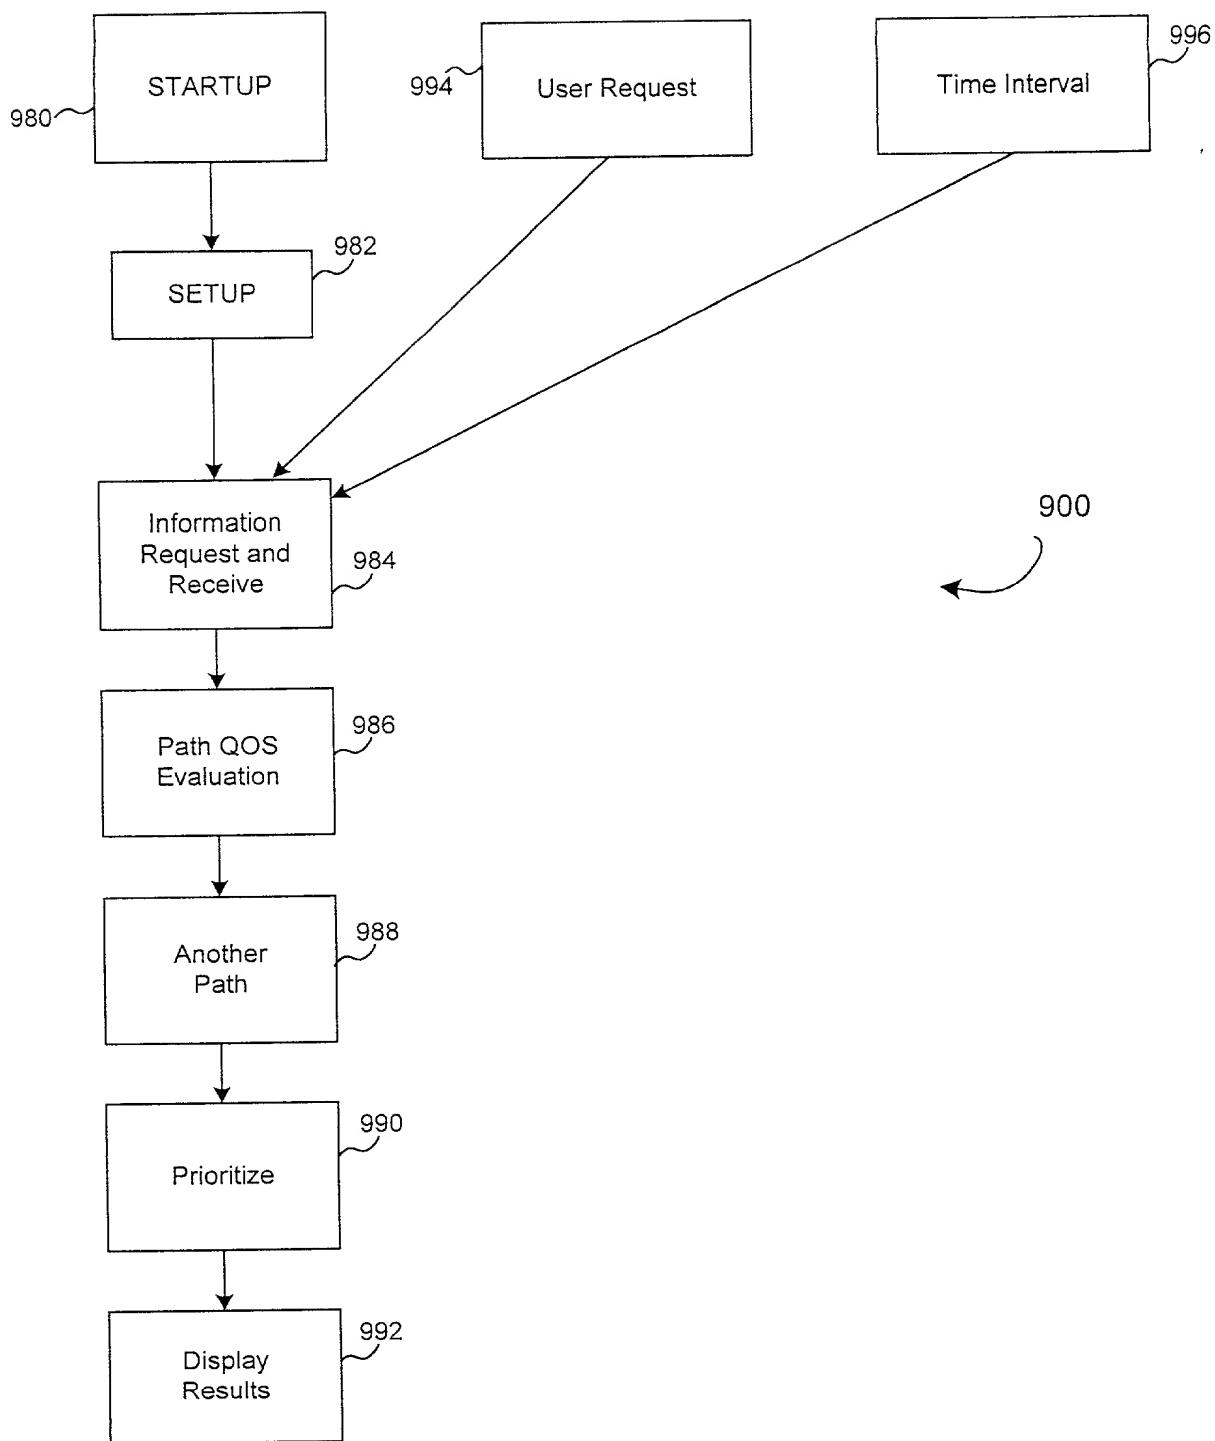 STARTUP
980
994
User Request
996
Time Interval
982
SETUP
Information
Request and
Receive
984
900
Path QOS
Evaluation
986
Another
Path
988
Prioritize
990
Display
Results
992